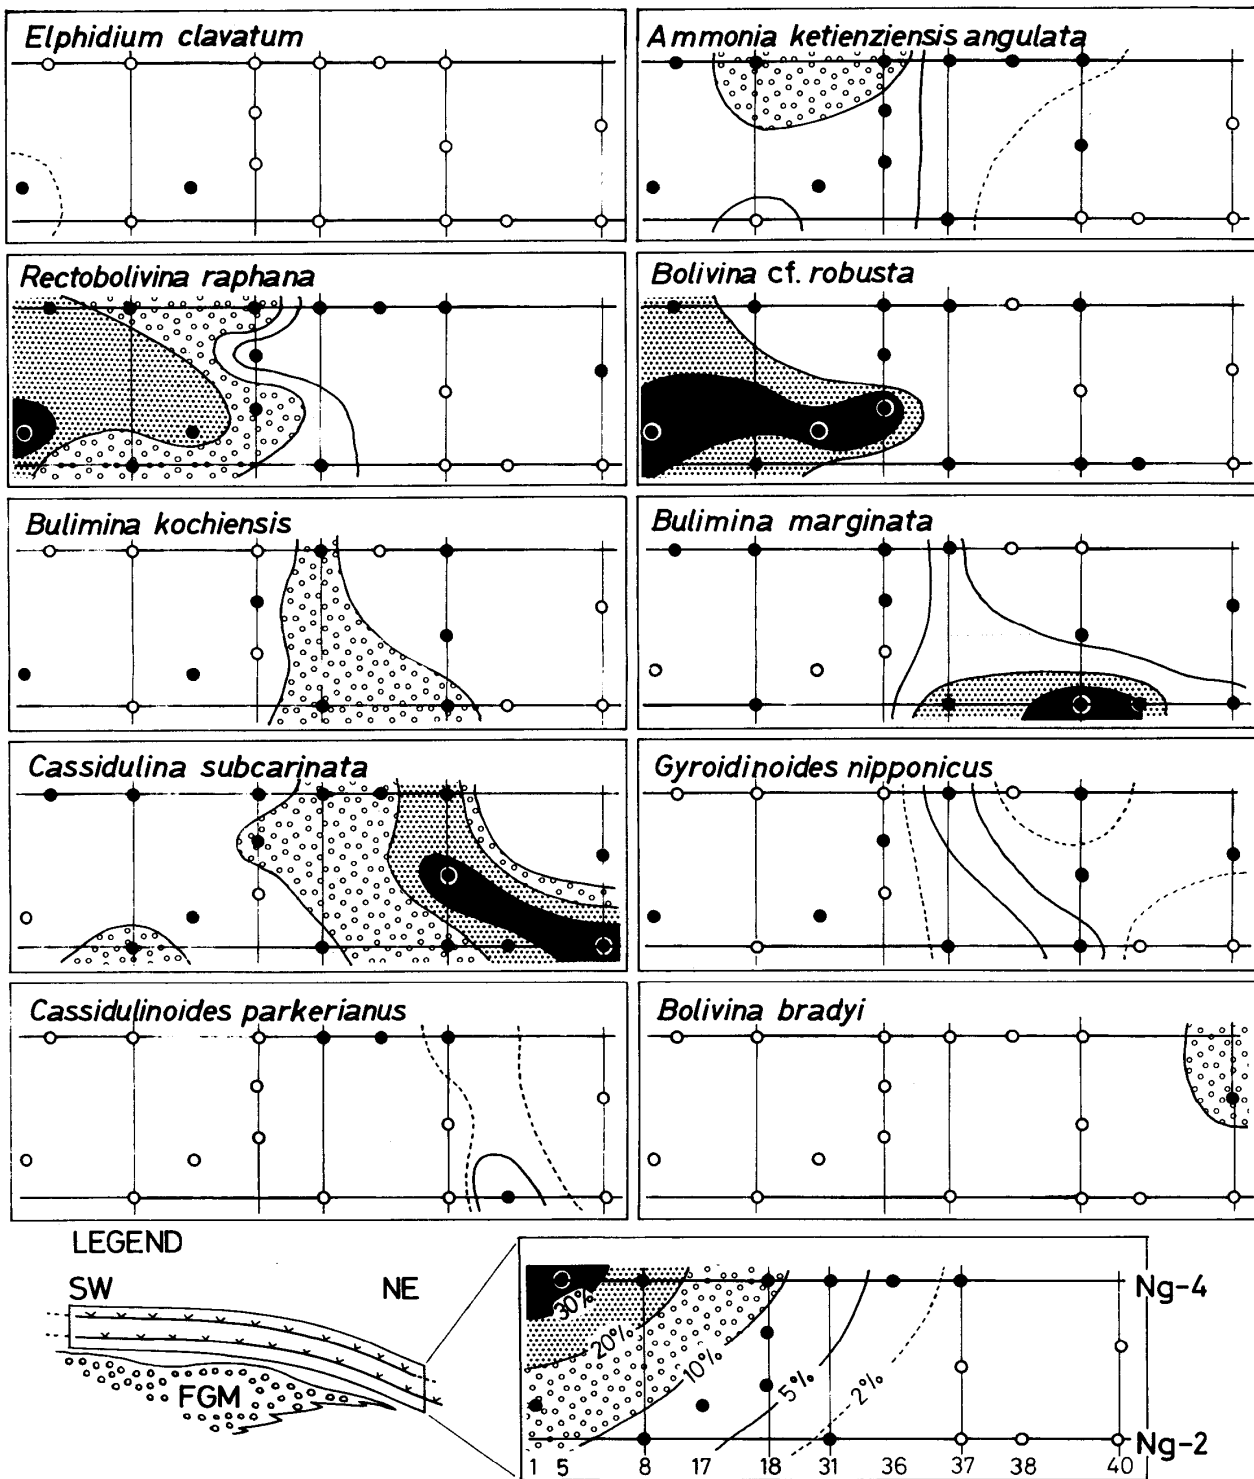 Elphidium clavatum
Ammonia ketienziensis angulata
Rectobolivina raphana
Bolivina cf. robusta
Bulimina kochiensis
Bulimina marginata
Cassidulina subcarinata
Gyroidinoides nipponicus
Cassidulinoides parkerianus
Bolivina bradyi
LEGEND
SW NE
FGM
30%
20%
10%
5%
2%
Ng-4
Ng-2
1 5 8 17 18 31 36 37 38 40